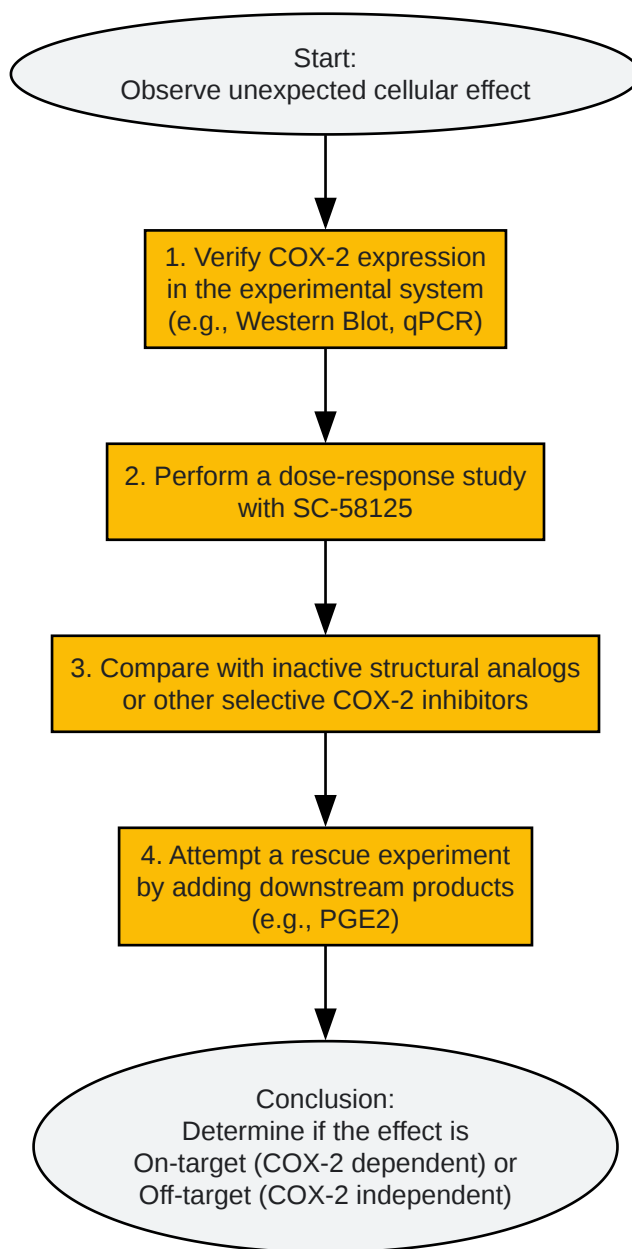 Start:
Observe unexpected cellular effect
1. Verify COX-2 expression
in the experimental system
(e.g., Western Blot, qPCR)
2. Perform a dose-response study
with SC-58125
3. Compare with inactive structural analogs
or other selective COX-2 inhibitors
4. Attempt a rescue experiment
by adding downstream products
(e.g., PGE2)
Conclusion:
Determine if the effect is
On-target (COX-2 dependent) or
Off-target (COX-2 independent)